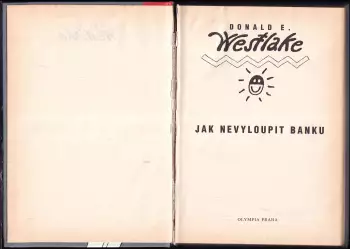 DONALD E.
Westlake
JAK NEVYLOUPIT BANKU
OLYMPIA PRAHA